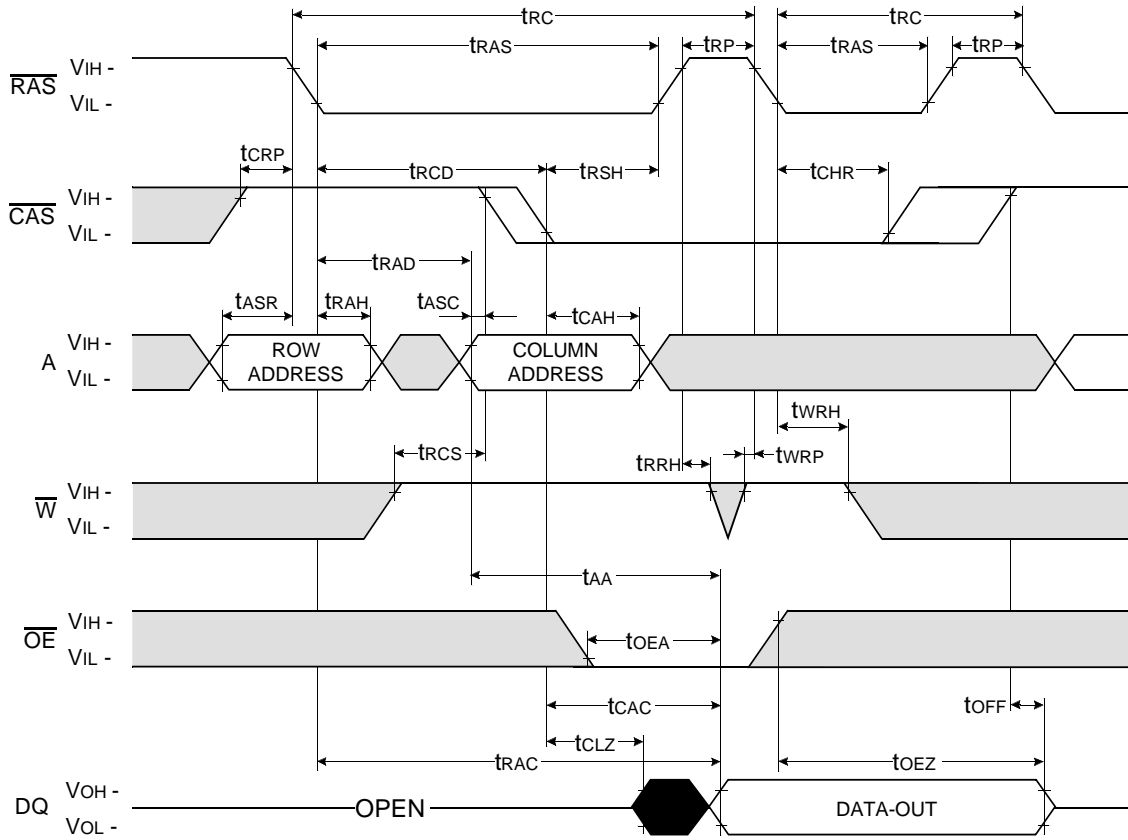 tRC tRC
tRAS tRP tRAS tRP
RAS VIH -
VIL -
tCRP tRCD tRSH tCHR
CAS VIH -
VIL -
tRAD
tASR tRAH tASC tCAH
A VIH -
VIL -
ROW ADDRESS
COLUMN ADDRESS
tWRH
tRCS tRRH tWRP
W VIH -
VIL -
tAA
OE VIH -
VIL -
tOEA
tCAC tOFF
tCLZ
tRAC tOEZ
DQ VOH -
VOL -
OPEN DATA-OUT